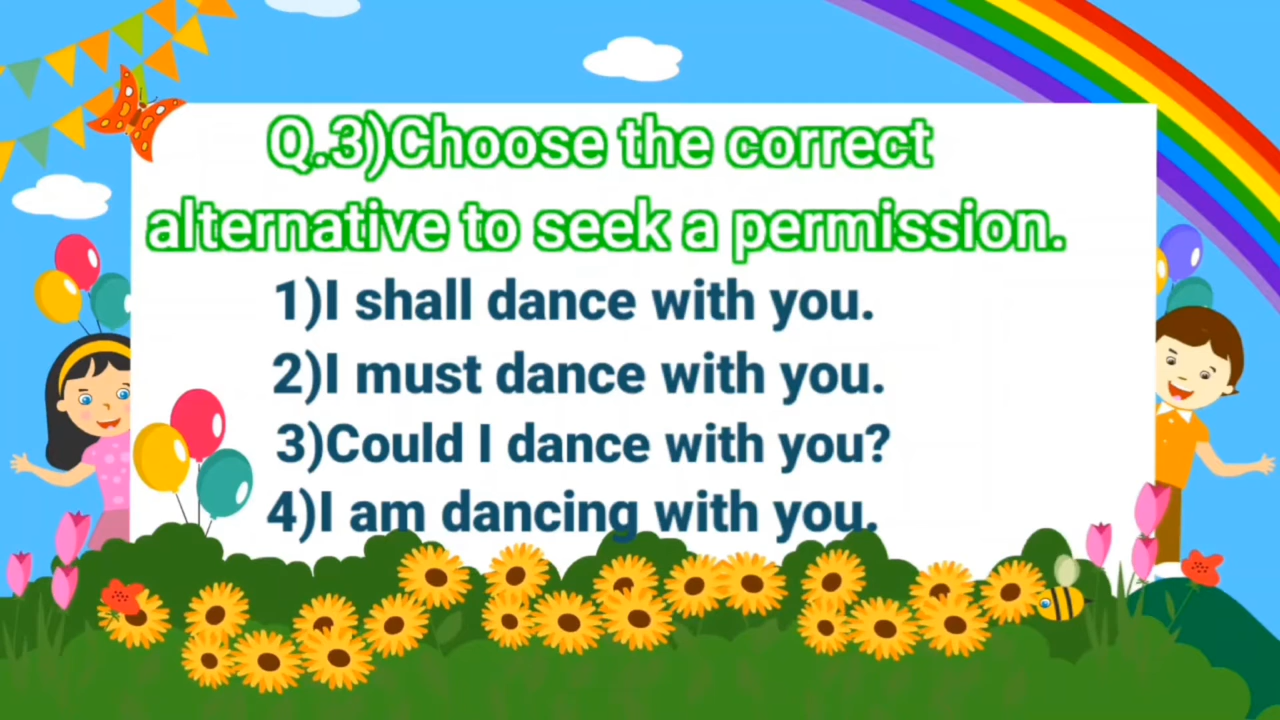 Q.3)Choose the correct
alternative to seek a permission.
1)I shall dance with you.
2)I must dance with you.
3)Could I dance with you?
4)I am dancing with you.